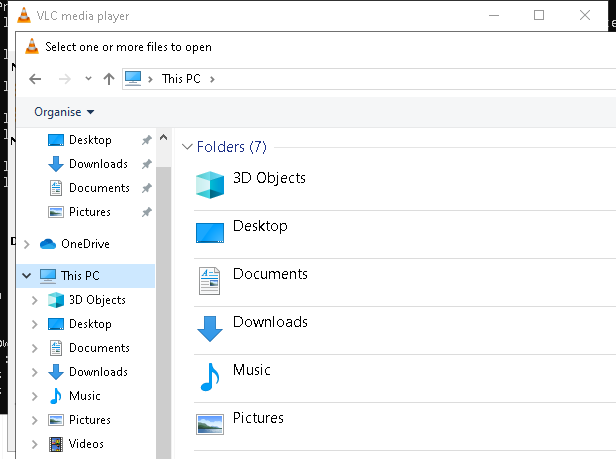 VLC media player
Select one or more files to open
This PC
Organise
Desktop
Downloads
Documents
Pictures
OneDrive
This PC
3D Objects
Desktop
Documents
Downloads
Music
Pictures
Videos
Folders (7)
3D Objects
Desktop
Documents
Downloads
Music
Pictures